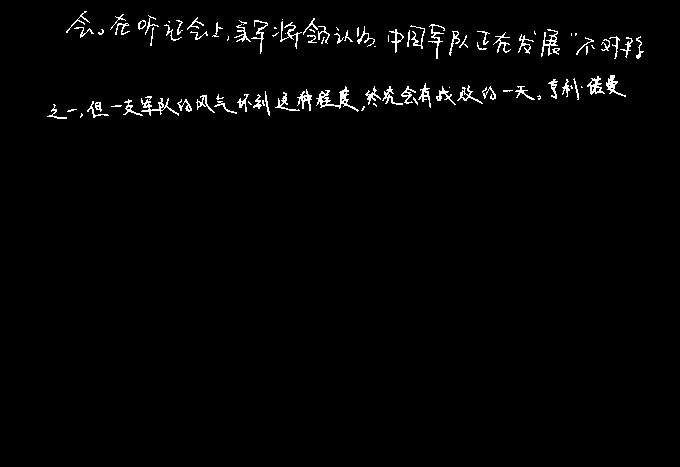 会。在听证会上,美军将领认为,中国军队正在发展“不对称
之一,但一支军队的风气坏到这种程度,终究会有战败的一天。亨利·诺曼